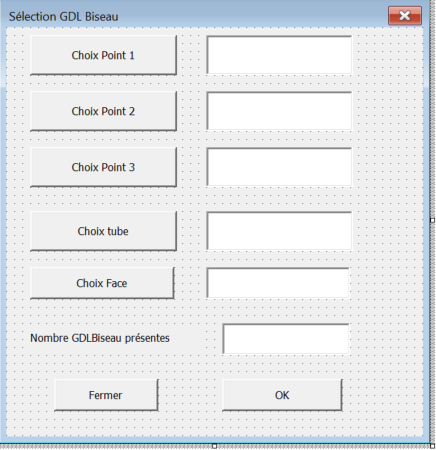 Sélection GDL Biseau
Choix Point 1
Choix Point 2
Choix Point 3
Choix tube
Choix Face
Nombre GDLBiseau présentes
Fermer OK